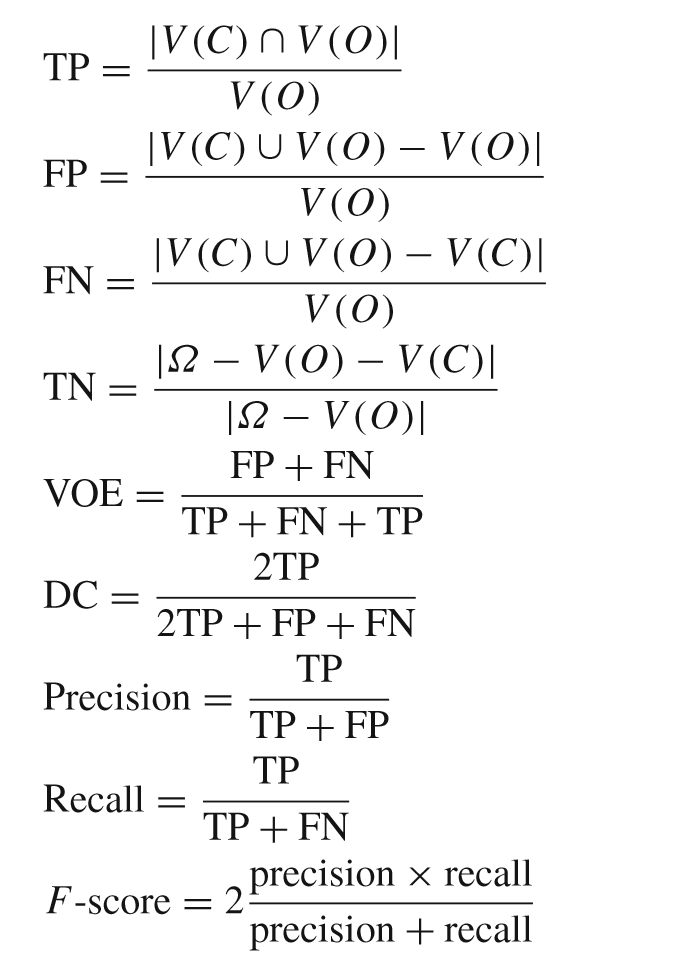 TP = |V(C) ∩ V(O)| / V(O)
FP = |V(C) ∪ V(O) − V(O)| / V(O)
FN = |V(C) ∪ V(O) − V(C)| / V(O)
TN = |Ω − V(O) − V(C)| / |Ω − V(O)|
VOE = FP + FN / TP + FN + TP
DC = 2TP / 2TP + FP + FN
Precision = TP / TP + FP
Recall = TP / TP + FN
F-score = 2 precision × recall / precision + recall